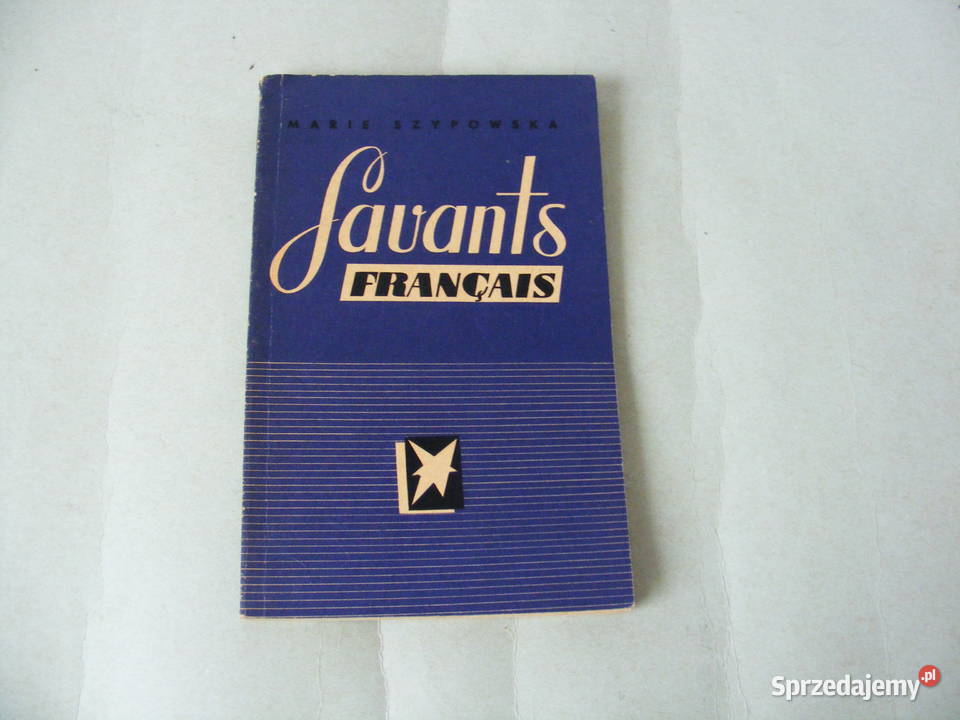 MARIE SZYPOWSKA
Savants
FRANÇAIS
Sprzedajemy.pl